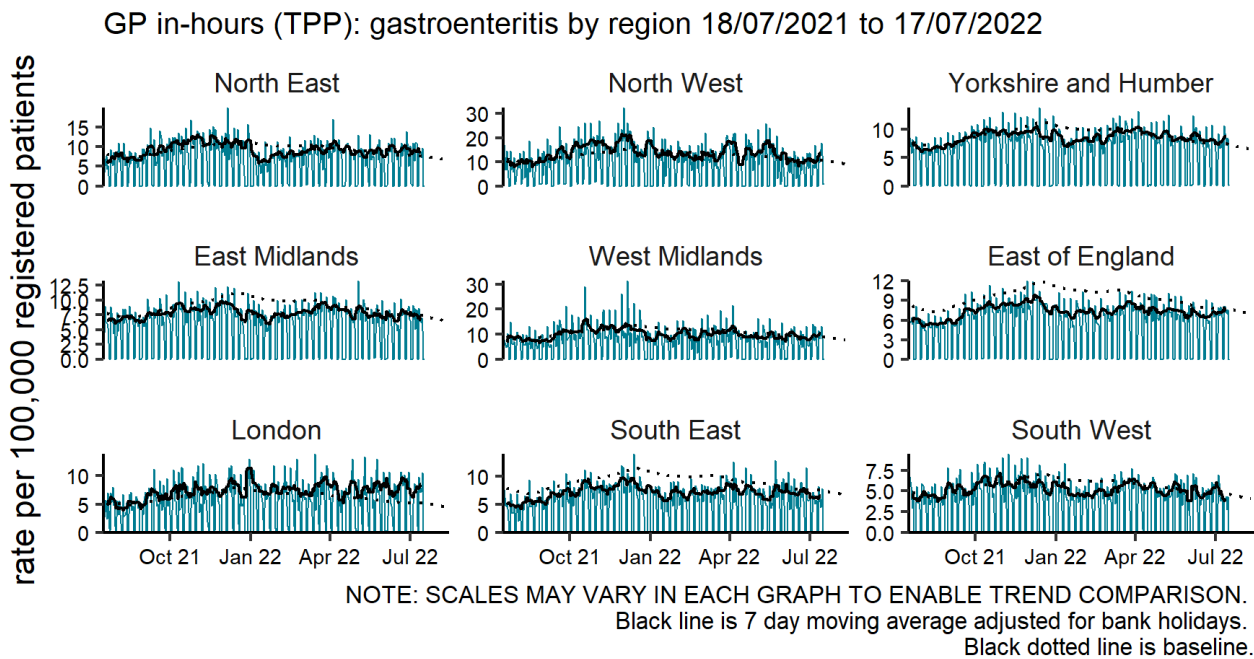 GP in-hours (TPP): gastroenteritis by region 18/07/2021 to 17/07/2022
rate per 100,000 registered patients
North East
15
10
5
0
North West
30
20
10
0
Yorkshire and Humber
10
5
0
East Midlands
12.5
10.0
7.5
5.0
2.5
0.0
West Midlands
30
20
10
0
East of England
12
9
6
3
0
London
10
5
0
Oct 21 Jan 22 Apr 22 Jul 22
South East
10
5
0
Oct 21 Jan 22 Apr 22 Jul 22
South West
7.5
5.0
2.5
0.0
Oct 21 Jan 22 Apr 22 Jul 22
NOTE: SCALES MAY VARY IN EACH GRAPH TO ENABLE TREND COMPARISON.
Black line is 7 day moving average adjusted for bank holidays.
Black dotted line is baseline.